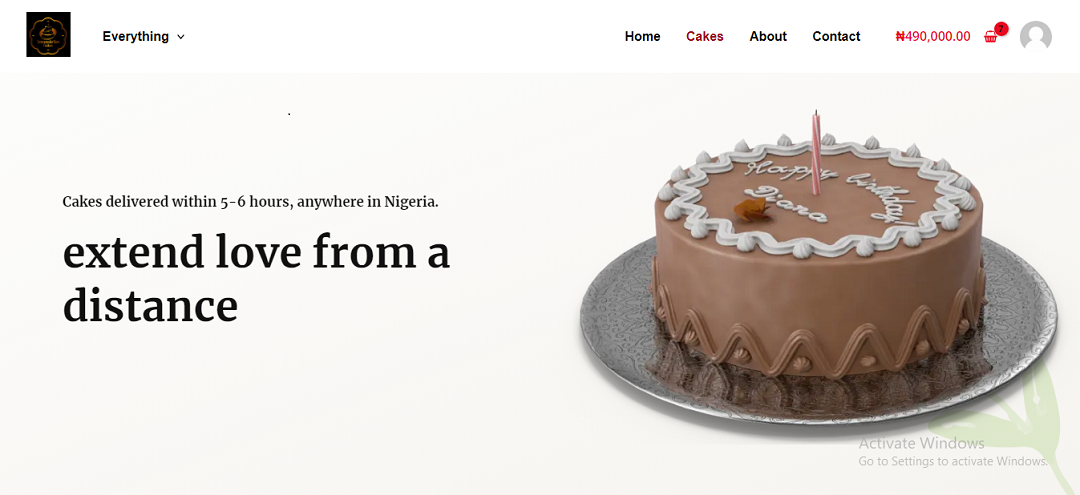 Everything
Home
Cakes
About
Contact
₦490,000.00
7
Cakes delivered within 5-6 hours, anywhere in Nigeria.
extend love from a
distance
Happy birthday
Diana
Activate Windows
Go to Settings to activate Windows.